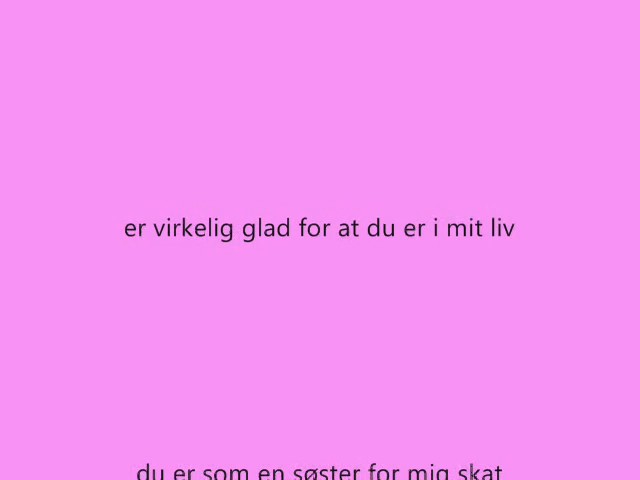 er virkelig glad for at du er i mit liv
du er som en søster for mig skat